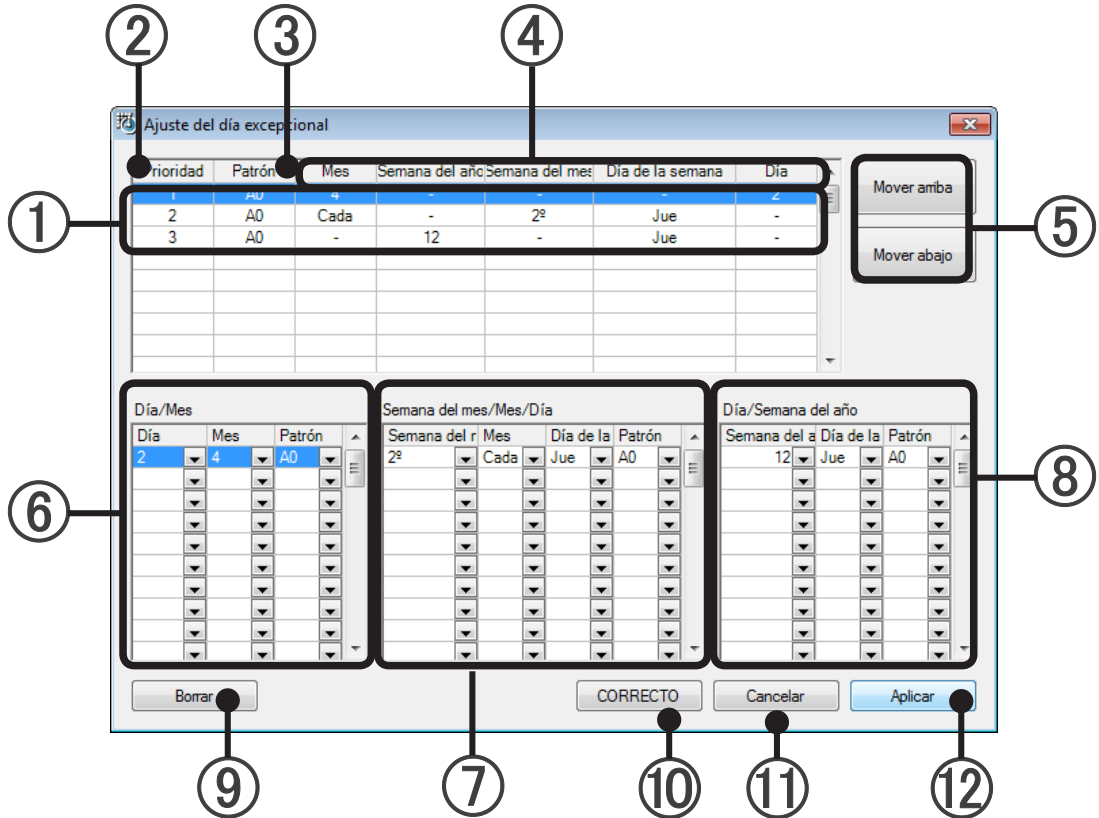 ② ③ ④
Ajuste del día excepcional
Prioridad Patrón Mes Semana del año Semana del mes Día de la semana Día
1 A0 4 - - - 2
2 A0 Cada - 2º Jue -
3 A0 - 12 - Jue -
①
Mover arriba
Mover abajo
⑤
Día/Mes
Día Mes Patrón
2 4 A0
⑥
Semana del mes/Mes/Día
Semana del r Mes Día de la Patrón
2º Cada Jue A0
Día/Semana del año
Semana del a Día de la Patrón
12 Jue A0
⑧
Borrar CORRECTO Cancelar Aplicar
⑨ ⑦ ⑩ ⑪ ⑫